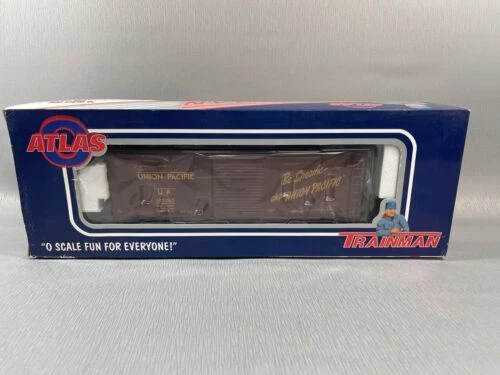 ATLAS
O
UNION PACIFIC
U.P.
Be Specific-
ship "UNION PACIFIC"
"O SCALE FUN FOR EVERYONE!"
TRAINMAN